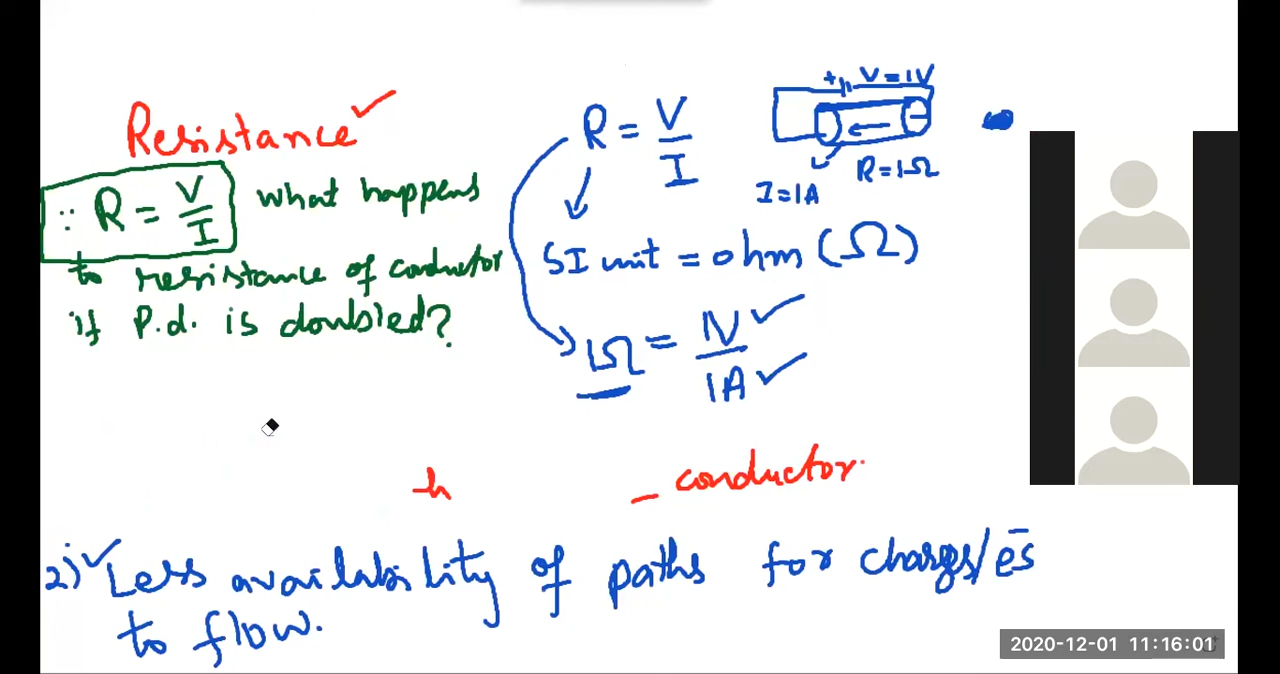 Resistance
∵ R = V/I what happens
to resistance of conductor
if P.d. is doubled?
R = V/I
+ V = 1V
R = 1Ω
I = 1A
SI unit = ohm (Ω)
1Ω = 1V/1A
h _ conductor.
2) Less availability of paths for charges/es
to flow.
2020-12-01 11:16:01